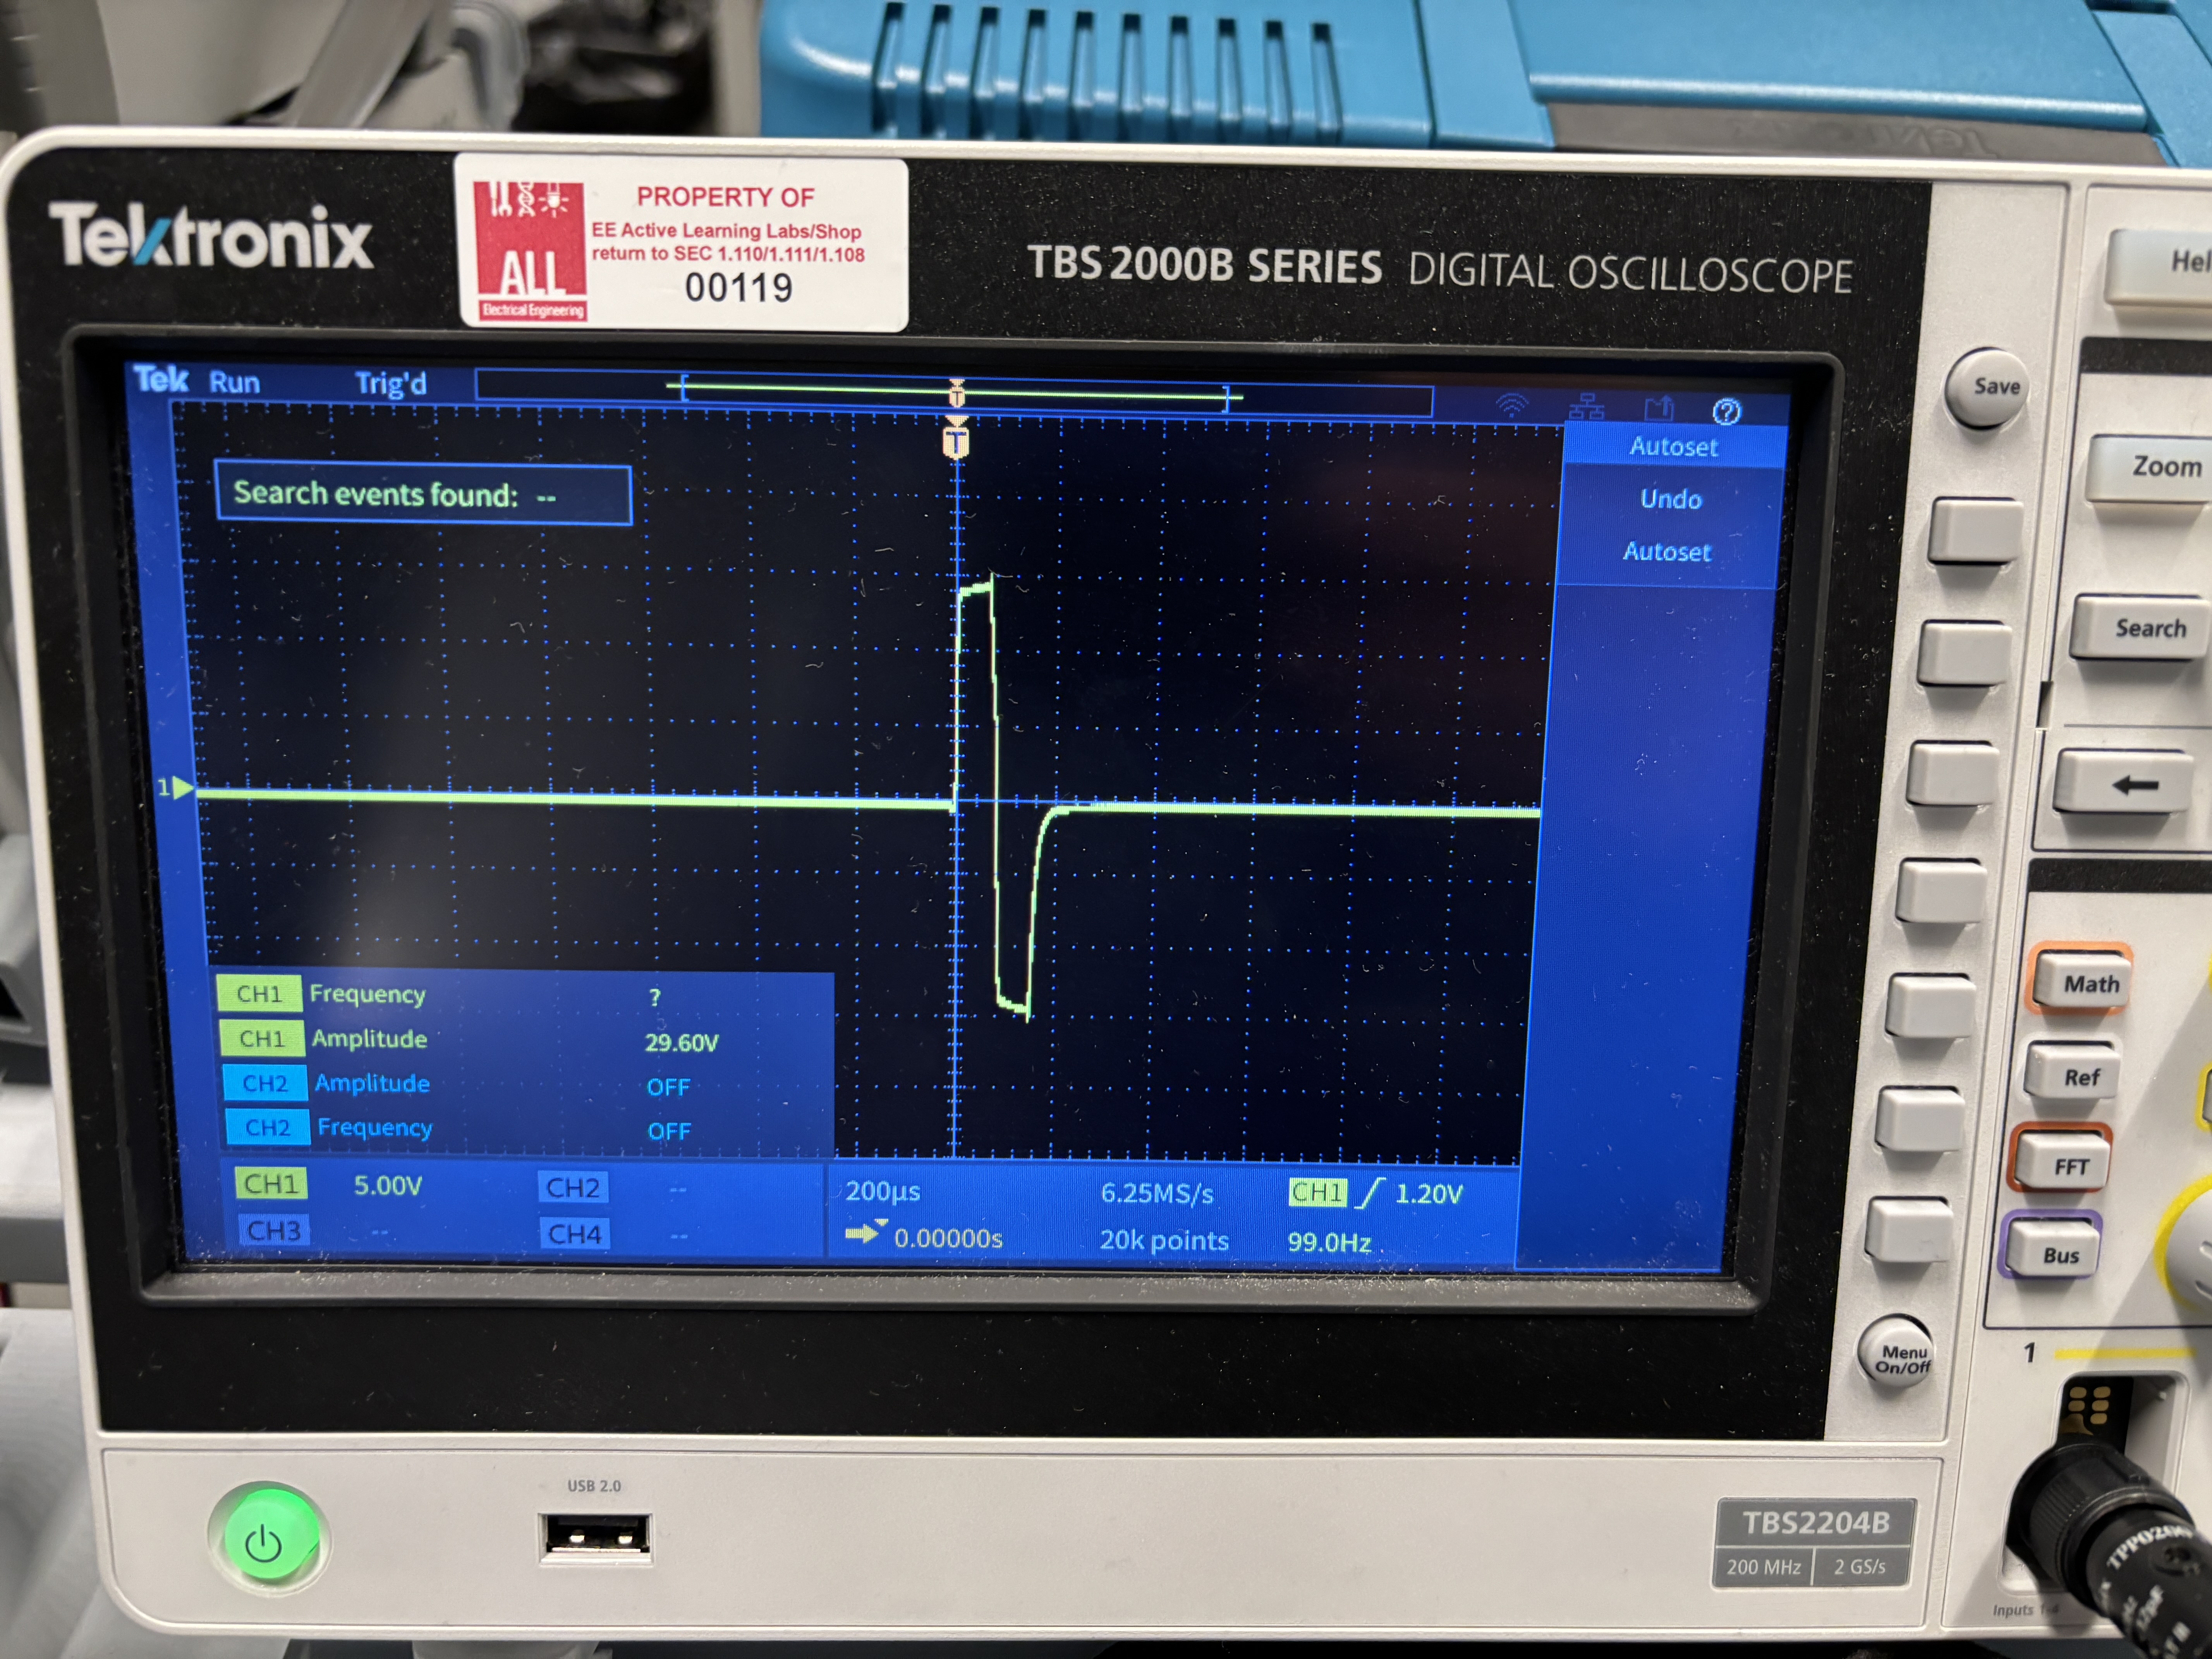 Tektronix
PROPERTY OF
EE Active Learning Labs/Shop
return to SEC 1.110/1.111/1.108
00119
ALL
Electrical Engineering
TBS 2000B SERIES DIGITAL OSCILLOSCOPE
Tek Run Trig'd
T
T
Search events found: --
Autoset
Undo
Autoset
1
CH1 Frequency ?
CH1 Amplitude 29.60V
CH2 Amplitude OFF
CH2 Frequency OFF
CH1 5.00V CH2 --
CH3 -- CH4 --
200µs 6.25MS/s CH1 1.20V
0.00000s 20k points 99.0Hz
Save
Zoom
Search
Math
Ref
FFT
Bus
Menu
On/Off
1
USB 2.0
TBS2204B
200 MHz 2 GS/s
Inputs